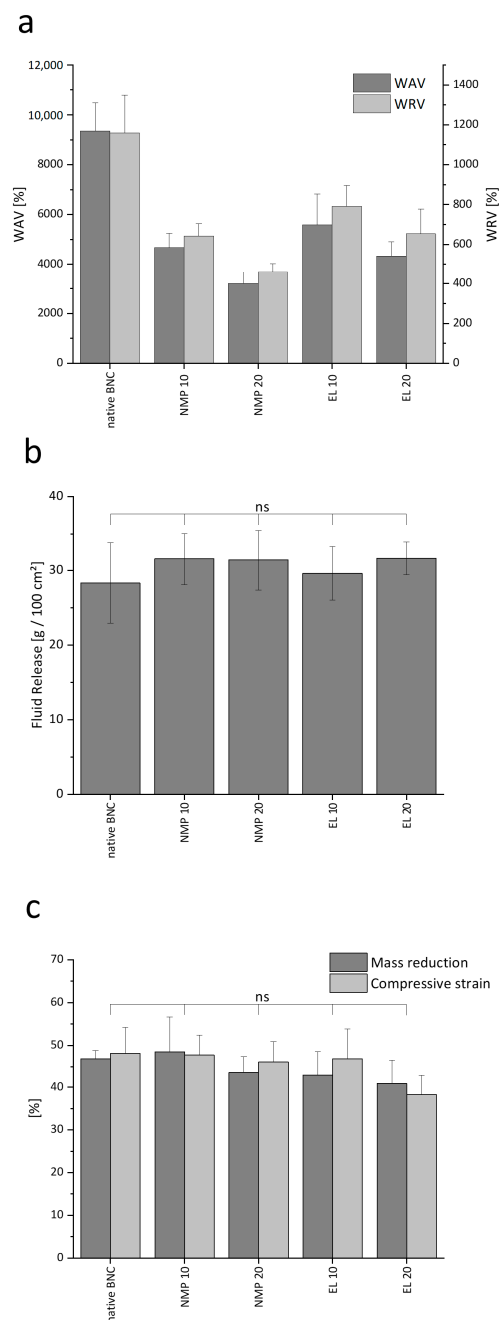 a
12,000
10,000
8000
6000
4000
2000
0
WAV [%]
WAV
WRV
1400
1200
1000
800
600
400
200
0
WRV [%]
native BNC
NMP 10
NMP 20
EL 10
EL 20
b
40
30
20
10
0
Fluid Release [g / 100 cm²]
ns
native BNC
NMP 10
NMP 20
EL 10
EL 20
c
70
60
50
40
30
20
10
0
[%]
Mass reduction
Compressive strain
ns
native BNC
NMP 10
NMP 20
EL 10
EL 20